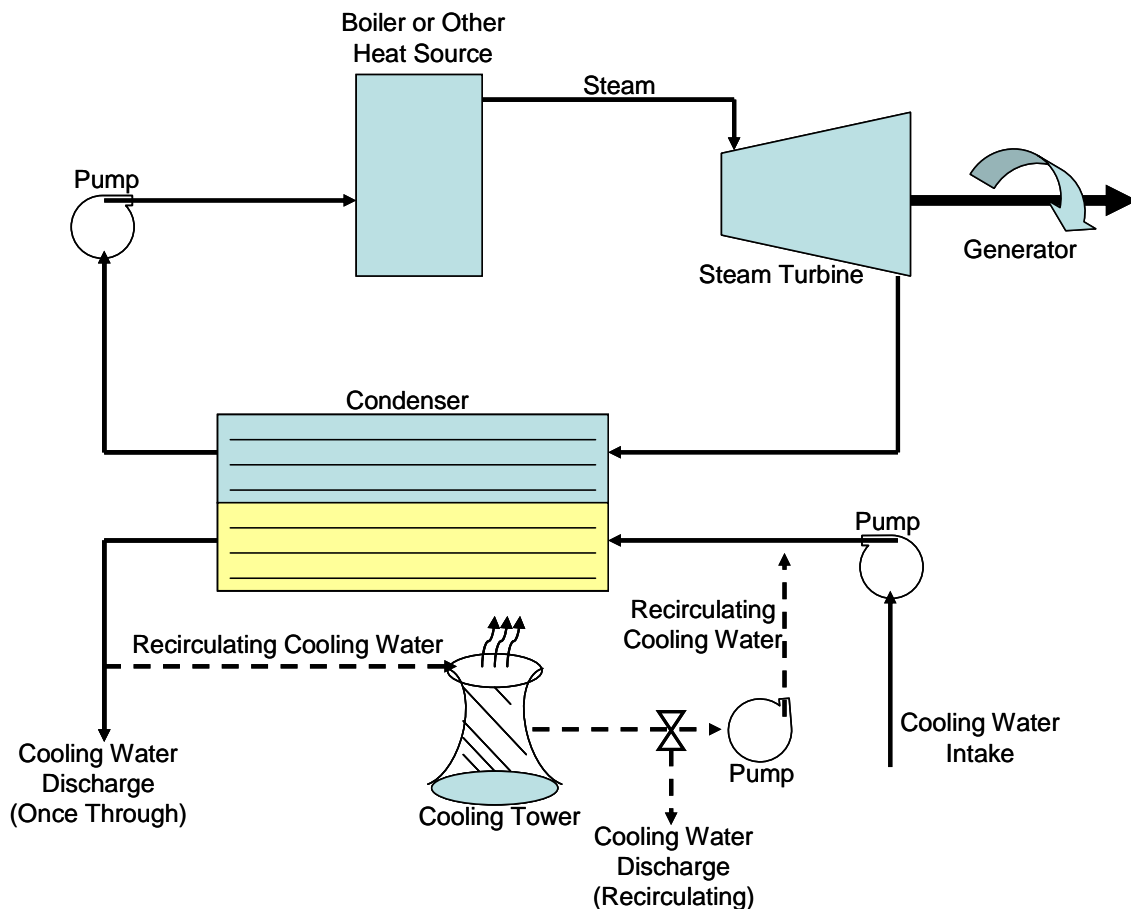 Boiler or Other
Heat Source
Steam
Pump
Generator
Steam Turbine
Condenser
Pump
Recirculating
Cooling Water
Recirculating Cooling Water
Cooling Water
Intake
Cooling Water
Discharge
(Once Through)
Pump
Cooling Tower
Cooling Water
Discharge
(Recirculating)